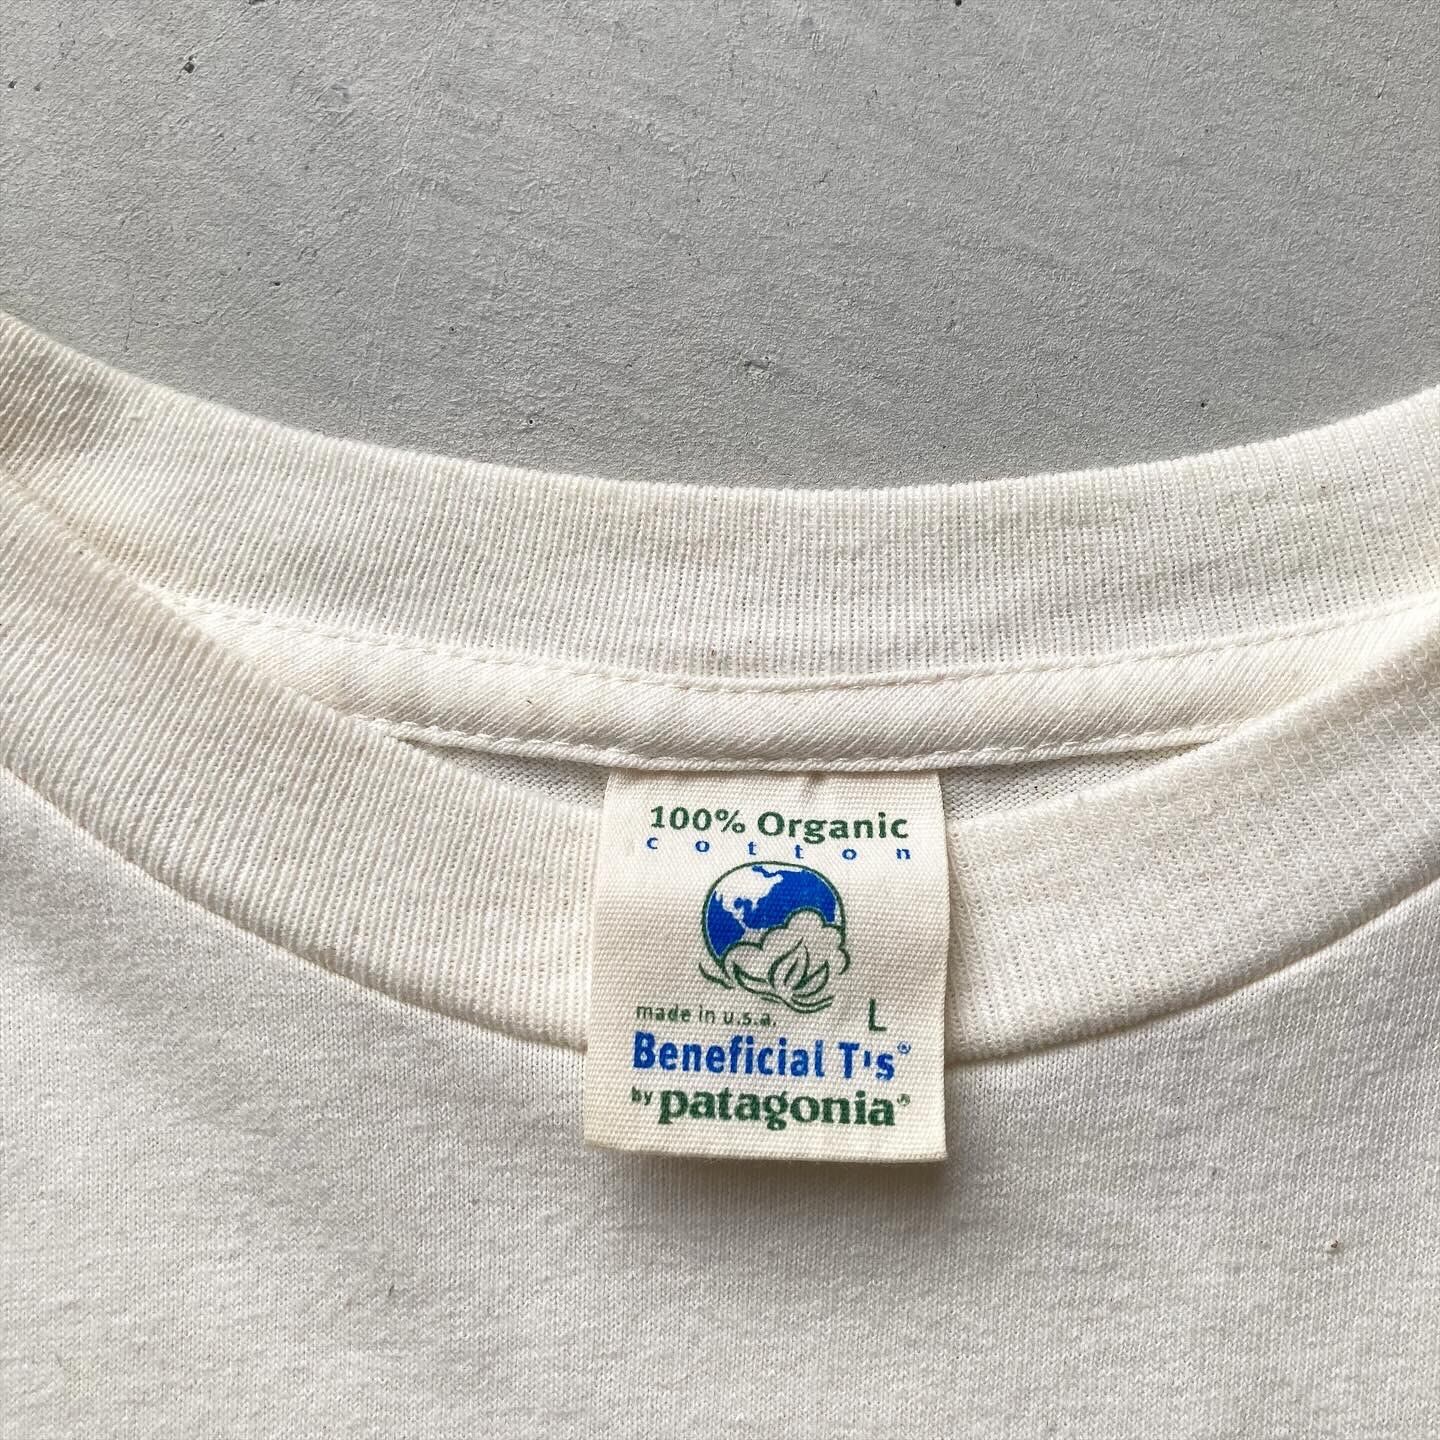 100% Organic
cotton
made in u.s.a. L
Beneficial T's®
by patagonia®